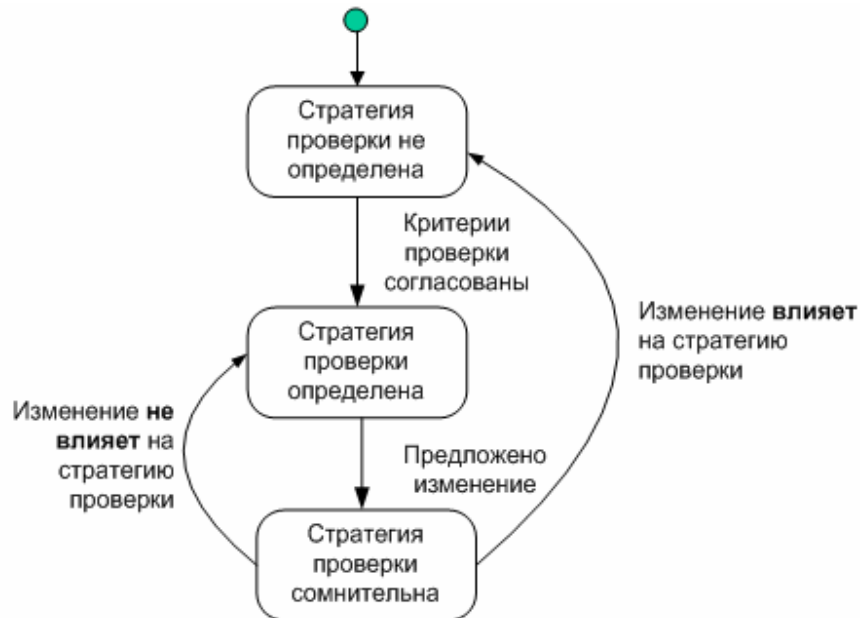 Стратегия
проверки не
определена
Критерии
проверки
согласованы
Изменение влияет
на стратегию
проверки
Стратегия
проверки
определена
Изменение не
влияет на
стратегию
проверки
Предложено
изменение
Стратегия
проверки
сомнительна